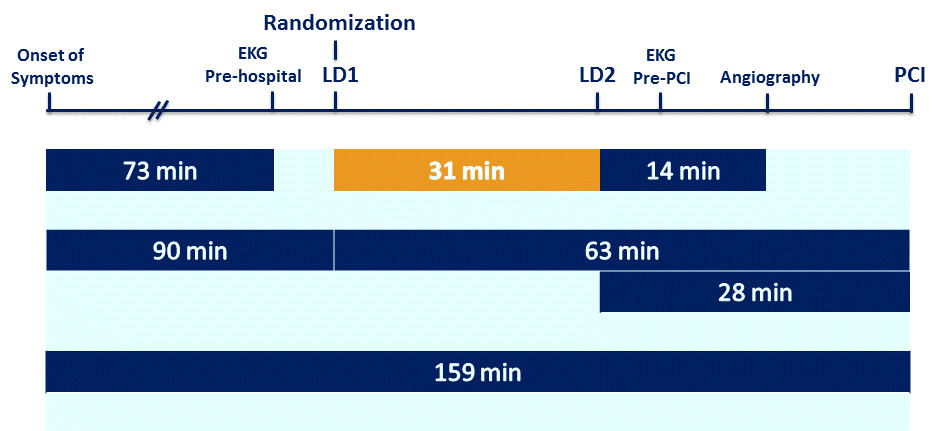 Randomization
Onset of
Symptoms
EKG
Pre-hospital
LD1
LD2
EKG
Pre-PCI
Angiography
PCI
73 min
31 min
14 min
90 min
63 min
28 min
159 min